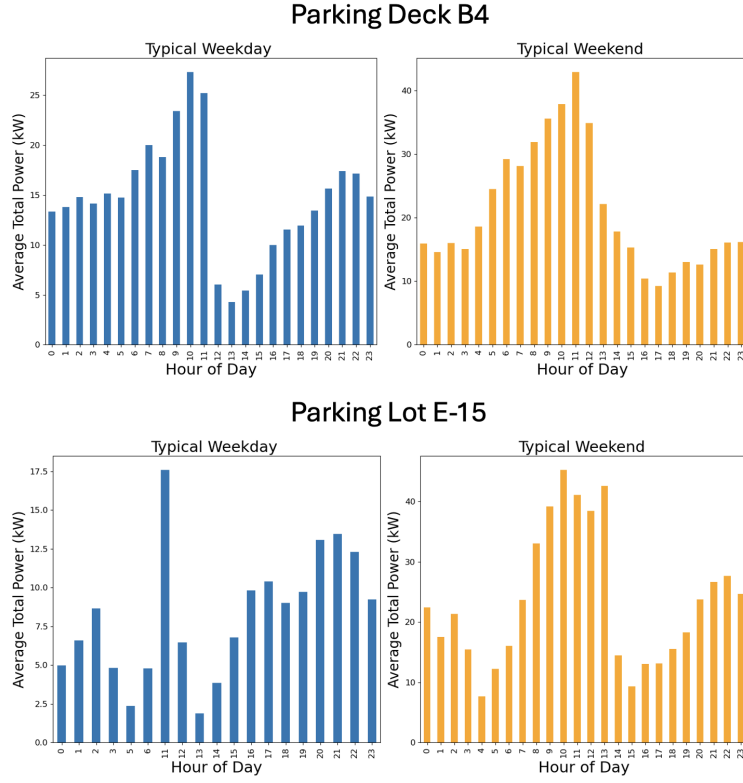 Parking Deck B4
Typical Weekday
Typical Weekend
Average Total Power (kW)
25
20
15
10
5
0
0 1 2 3 4 5 6 7 8 9 10 11 12 13 14 15 16 17 18 19 20 21 22 23
Hour of Day
Average Total Power (kW)
40
30
20
10
0
0 1 2 3 4 5 6 7 8 9 10 11 12 13 14 15 16 17 18 19 20 21 22 23
Hour of Day
Parking Lot E-15
Typical Weekday
Typical Weekend
Average Total Power (kW)
17.5
15.0
12.5
10.0
7.5
5.0
2.5
0.0
0 1 2 3 5 6 11 12 13 14 15 16 17 18 19 20 21 22 23
Hour of Day
Average Total Power (kW)
40
30
20
10
0
0 1 2 3 4 5 6 7 8 9 10 11 12 13 14 15 16 17 18 19 20 21 22 23
Hour of Day